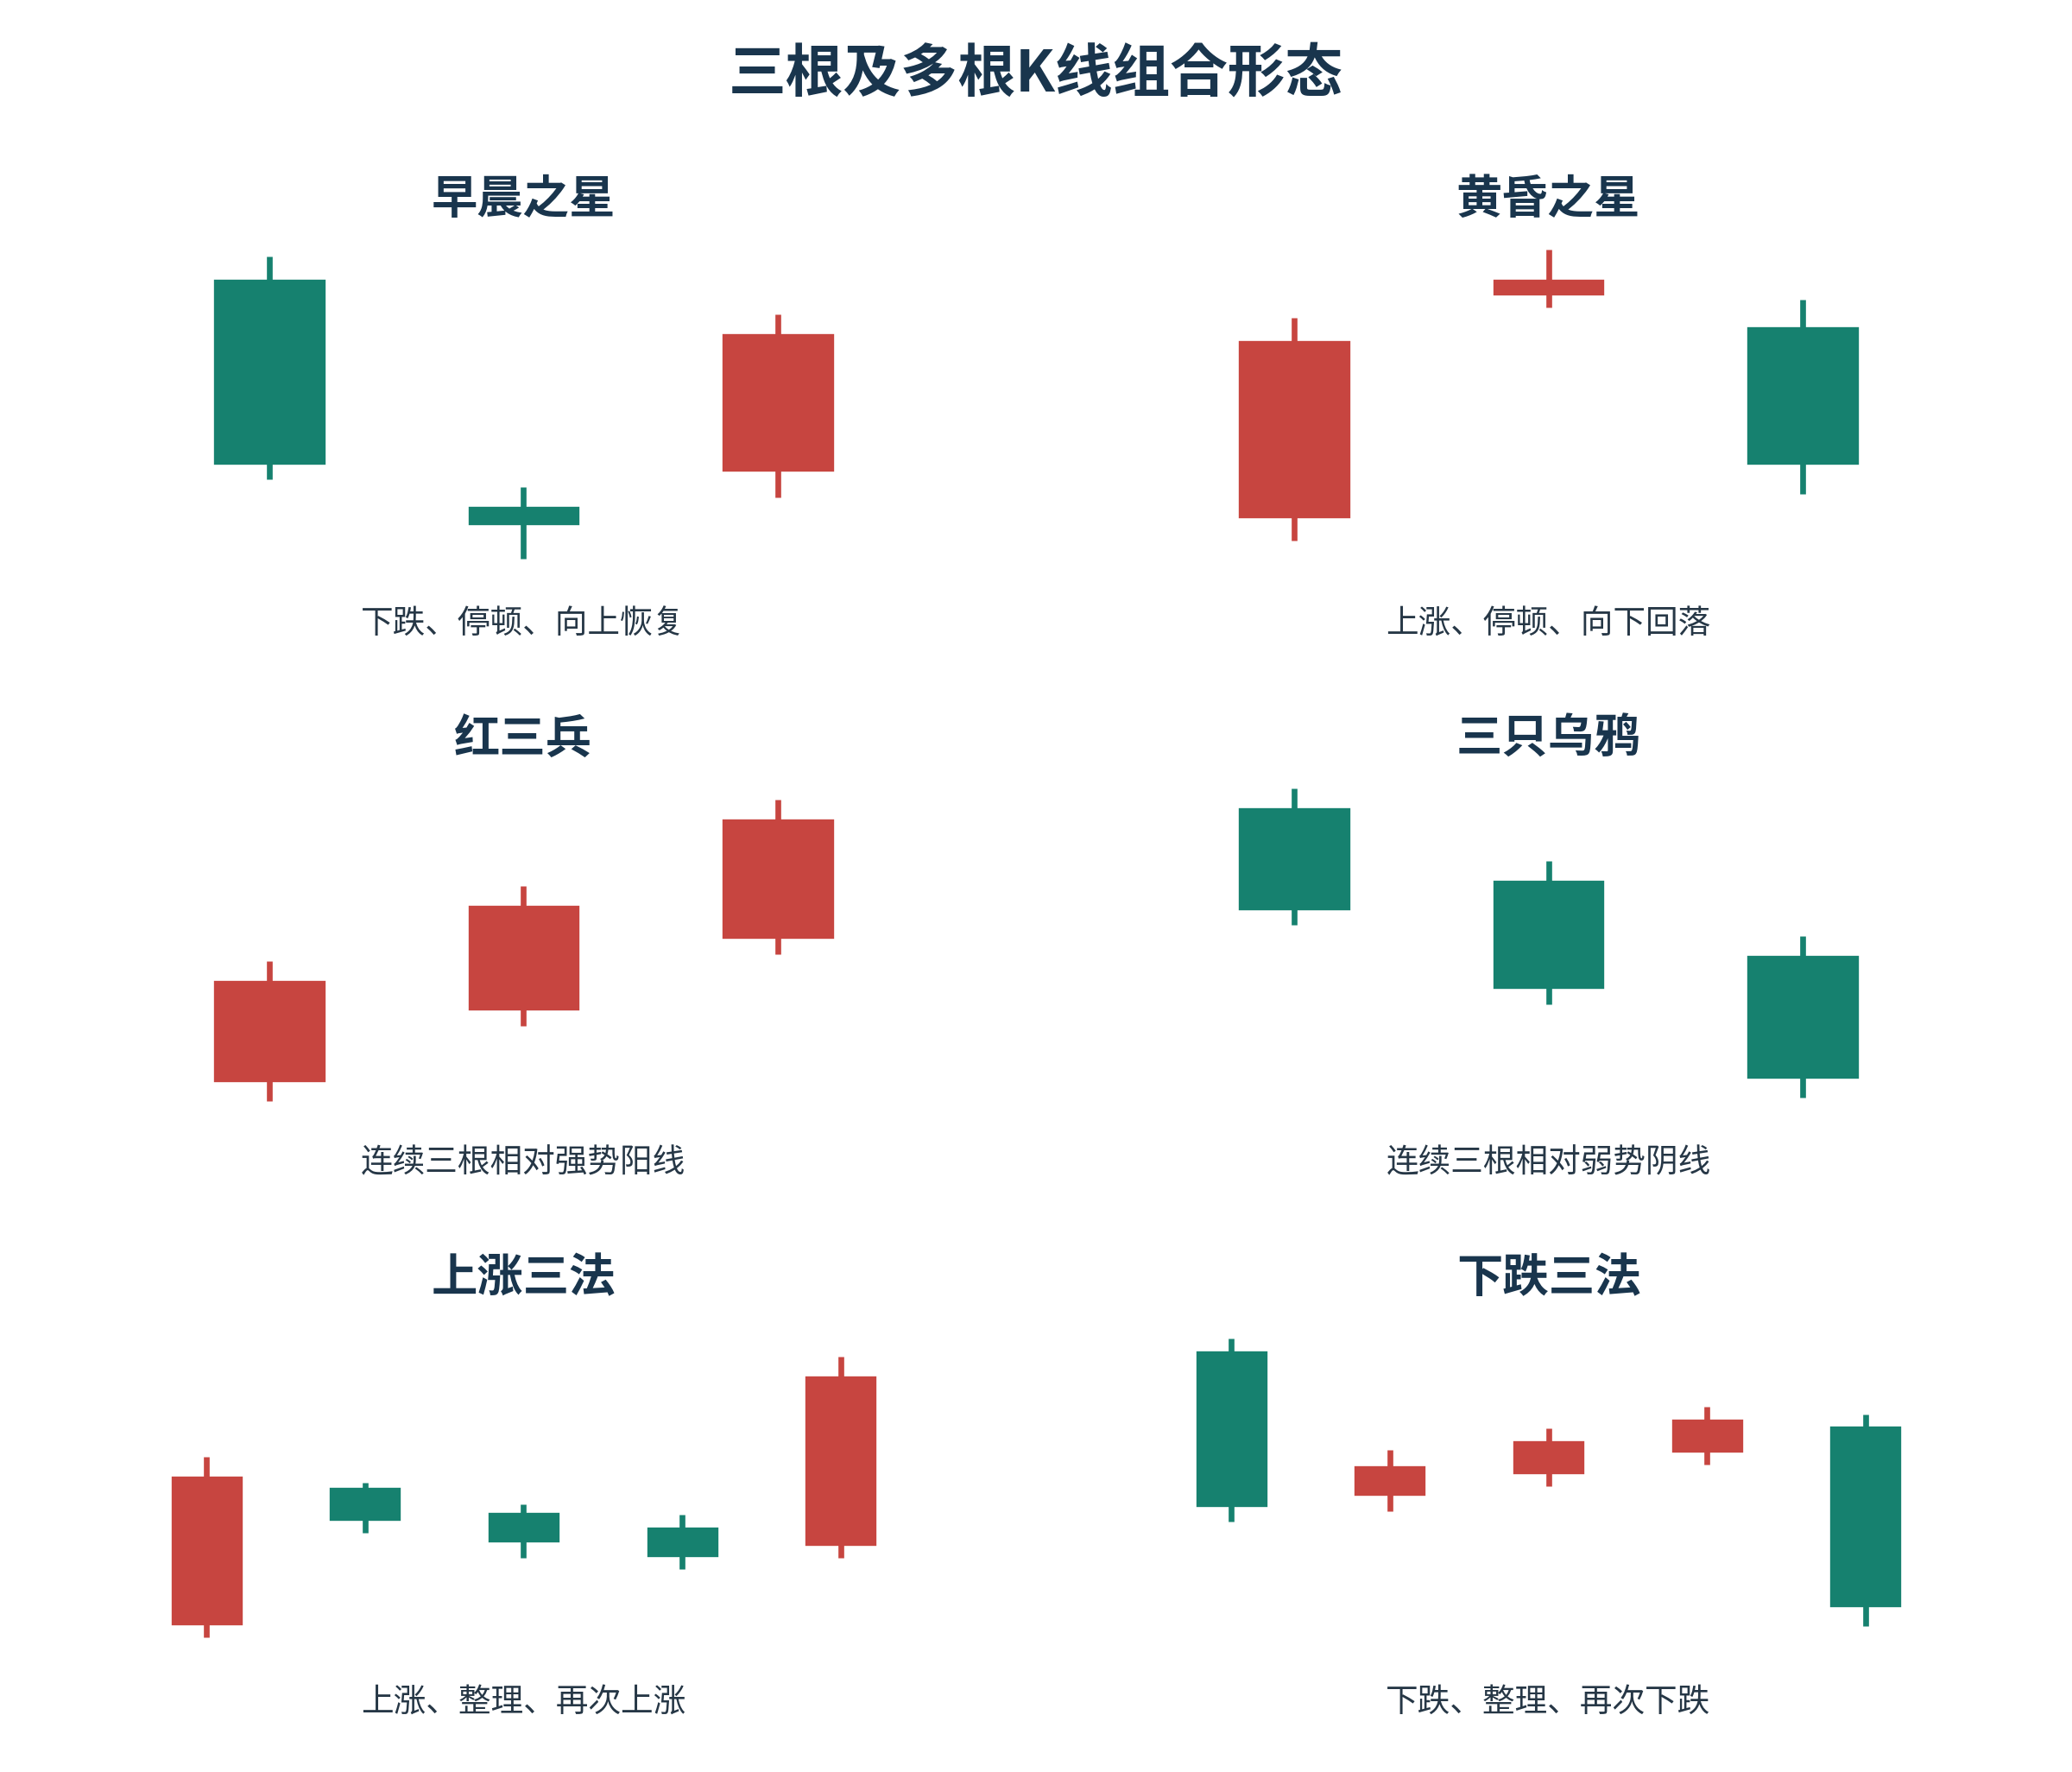 三根及多根K线组合形态
早晨之星
黄昏之星
下跌、停顿、向上恢复
上涨、停顿、向下回落
红三兵
三只乌鸦
连续三根相对强势阳线
连续三根相对弱势阴线
上涨三法
下跌三法
上涨、整理、再次上涨
下跌、整理、再次下跌